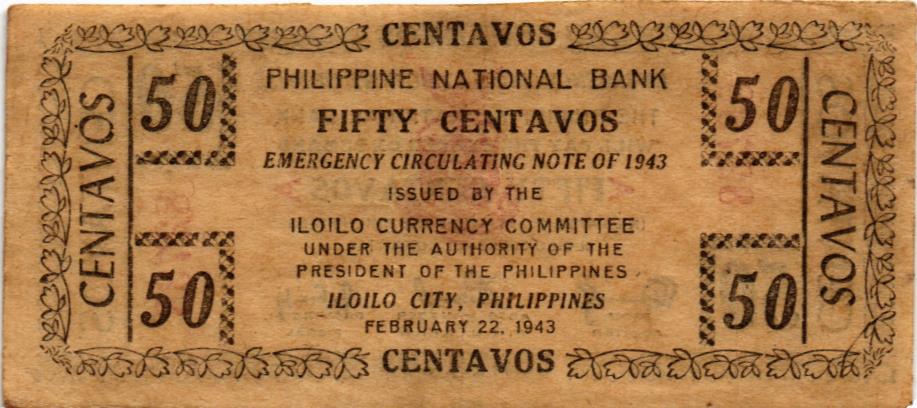 CENTAVOS
CENTAVOS
50
PHILIPPINE NATIONAL BANK
50
FIFTY CENTAVOS
EMERGENCY CIRCULATING NOTE OF 1943
ISSUED BY THE
ILOILO CURRENCY COMMITTEE
UNDER THE AUTHORITY OF THE
PRESIDENT OF THE PHILIPPINES
50
ILOILO CITY, PHILIPPINES
50
FEBRUARY 22, 1943
CENTAVOS
CENTAVOS